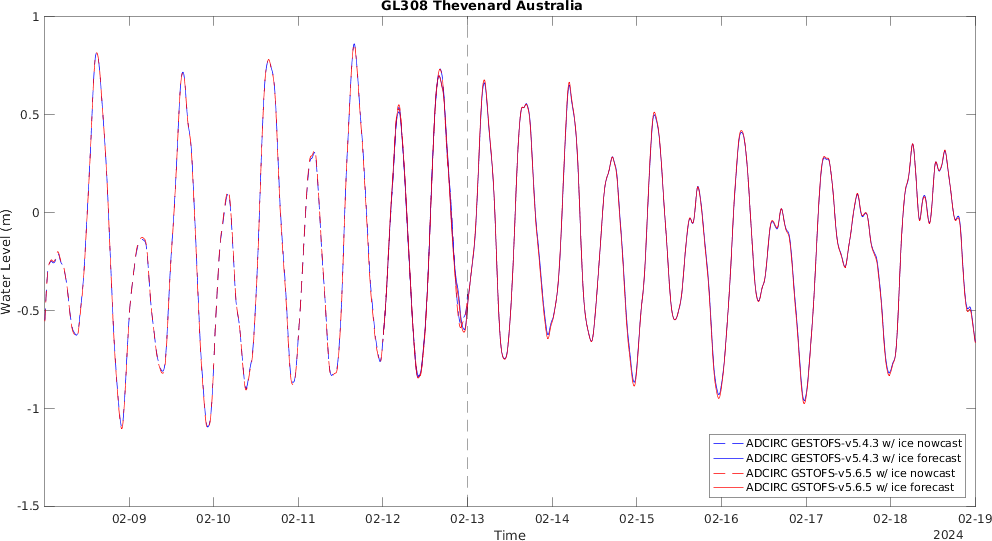 GL308 Thevenard Australia
1
0.5
0
-0.5
-1
-1.5
Water Level (m)
02-09 02-10 02-11 02-12 02-13 02-14 02-15 02-16 02-17 02-18 02-19
Time
2024
ADCIRC GESTOFS-v5.4.3 w/ ice nowcast
ADCIRC GESTOFS-v5.4.3 w/ ice forecast
ADCIRC GSTOFS-v5.6.5 w/ ice nowcast
ADCIRC GSTOFS-v5.6.5 w/ ice forecast